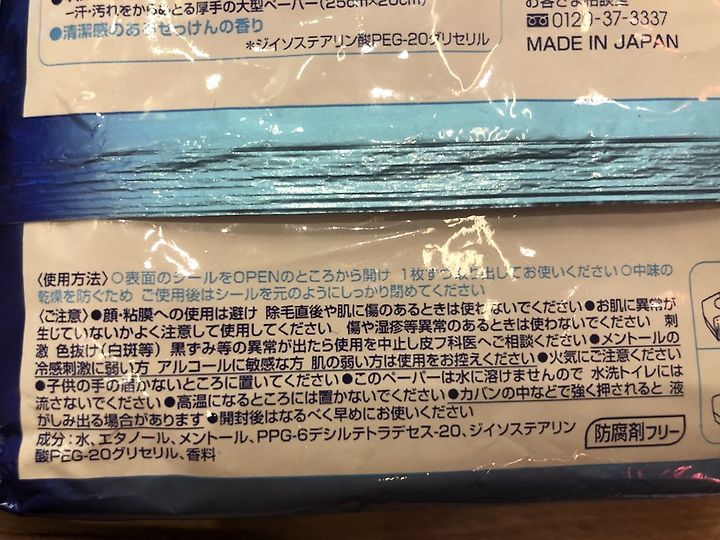 汗・汚れをからめとる厚手の大型ペーパー(25cm×20cm)
●清潔感のあるせっけんの香り
*ジイソステアリン酸PEG-20グリセリル
お客さま相談室
0120-37-3337
MADE IN JAPAN
〈使用方法〉○表面のシールをOPENのところから開け 1枚ずつ取り出してお使いください○中味の
乾燥を防ぐため ご使用後はシールを元のようにしっかり閉めてください
〈ご注意〉●顔・粘膜への使用は避け 除毛直後や肌に傷のあるときは使わないでください●お肌に異常が
生じていないかよく注意して使用してください 傷や湿疹等異常のあるときは使わないでください 刺
激 色抜け(白斑等) 黒ずみ等の異常が出たら使用を中止し皮フ科医へご相談ください●メントールの
冷感刺激に弱い方 アルコールに敏感な方 肌の弱い方は使用をお控えください●火気にご注意ください
●子供の手の届かないところに置いてください●このペーパーは水に溶けませんので 水洗トイレには
流さないでください●高温になるところには置かないでください●カバンの中などで強く押されると 液
がしみ出る場合があります●開封後はなるべく早めにお使いください
成分:水、エタノール、メントール、PPG-6デシルテトラデセス-20、ジイソステアリン
酸PEG-20グリセリル、香料
防腐剤フリー